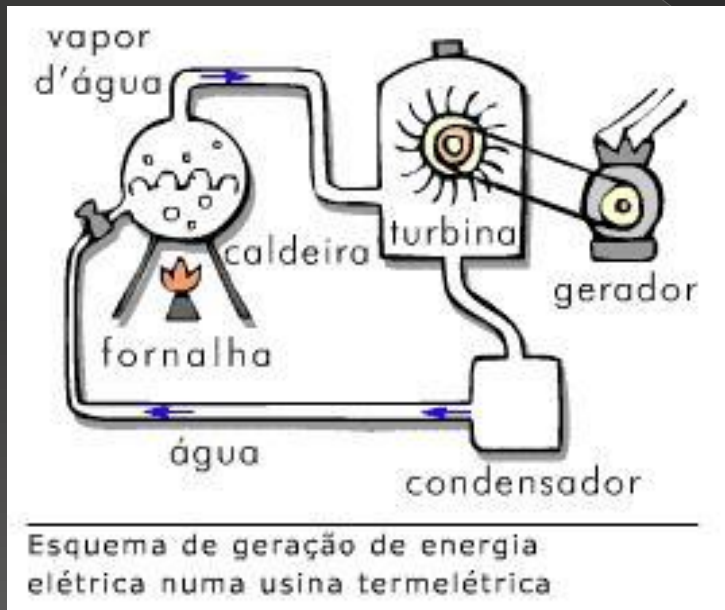 vapor
d'água
caldeira
turbina
gerador
fornalha
água
condensador
Esquema de geração de energia
elétrica numa usina termelétrica